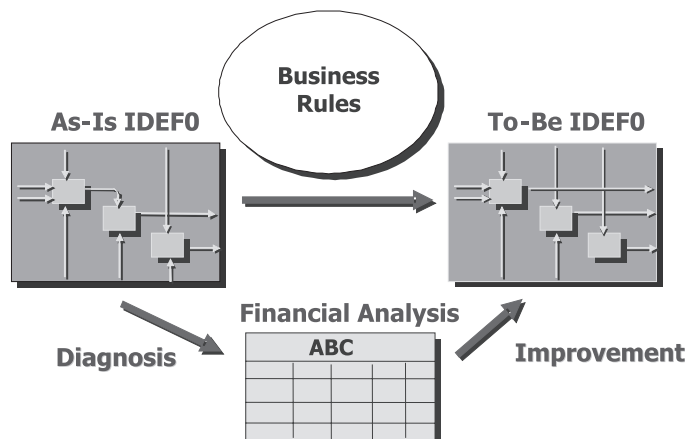 Business
Rules
As-Is IDEF0
To-Be IDEF0
Financial Analysis
ABC
Diagnosis
Improvement